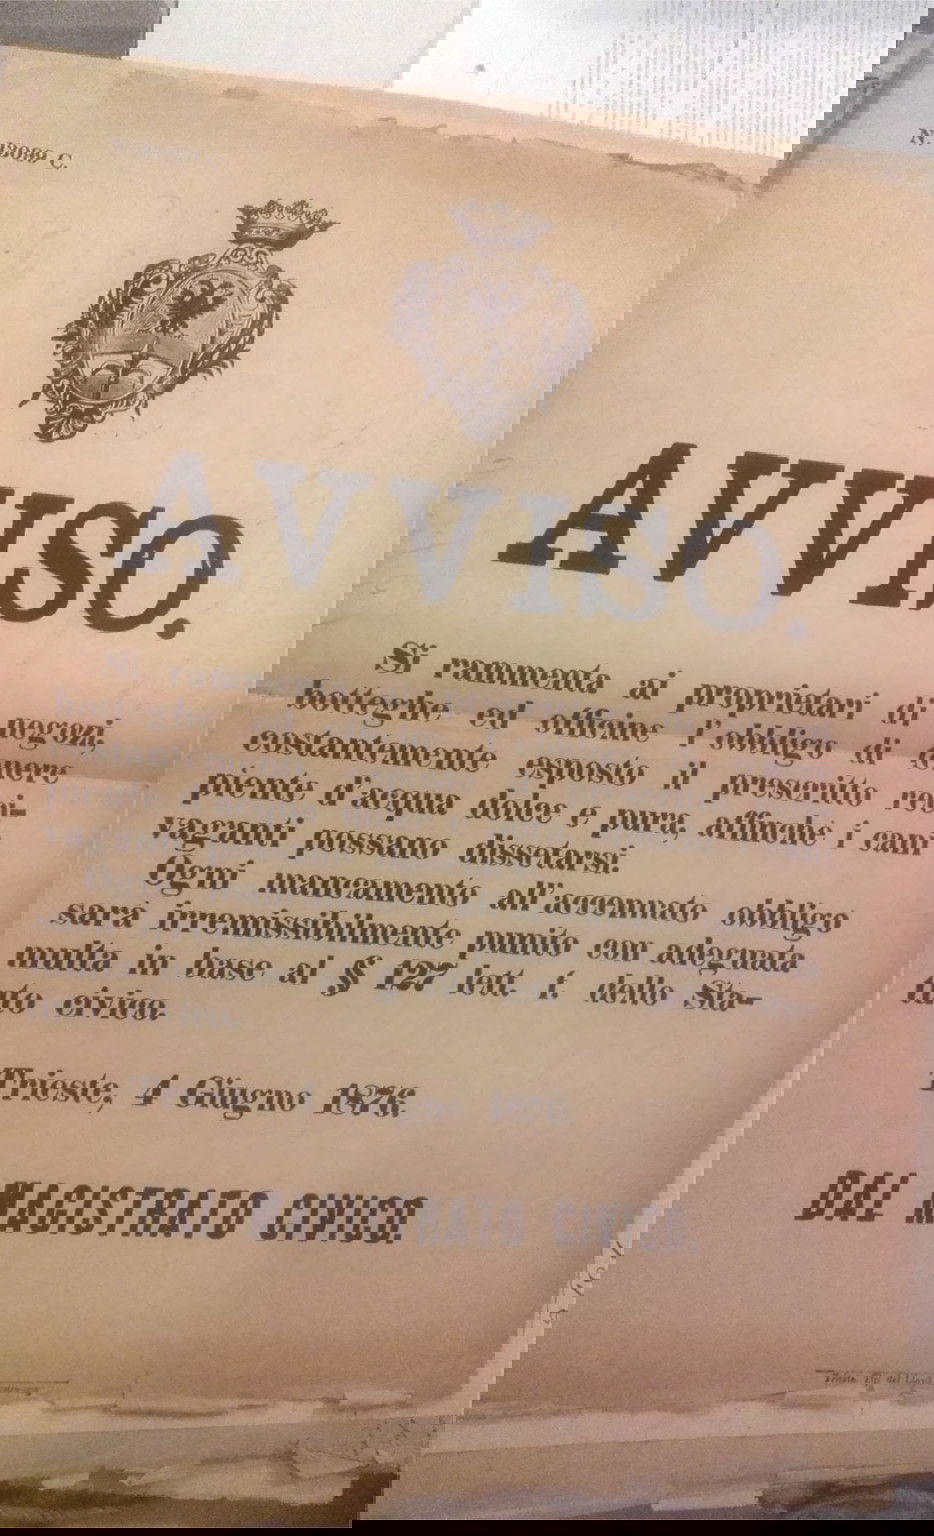 AVVISO.
Si rammenta ai proprietari di negozi,
botteghe ed officine l'obbligo di tenere
costantemente esposto il prescritto reci-
piente d'acqua dolce e pura, affinchè i cani
vaganti possano dissetarsi.
Ogni mancamento all'accennato obbligo
sarà irremissibilmente punito con adeguata
multa in base al § 127 lett. dello Sta-
tuto civico.
Trieste, 4 Giugno 1876.
DAL MAGISTRATO CIVICO.